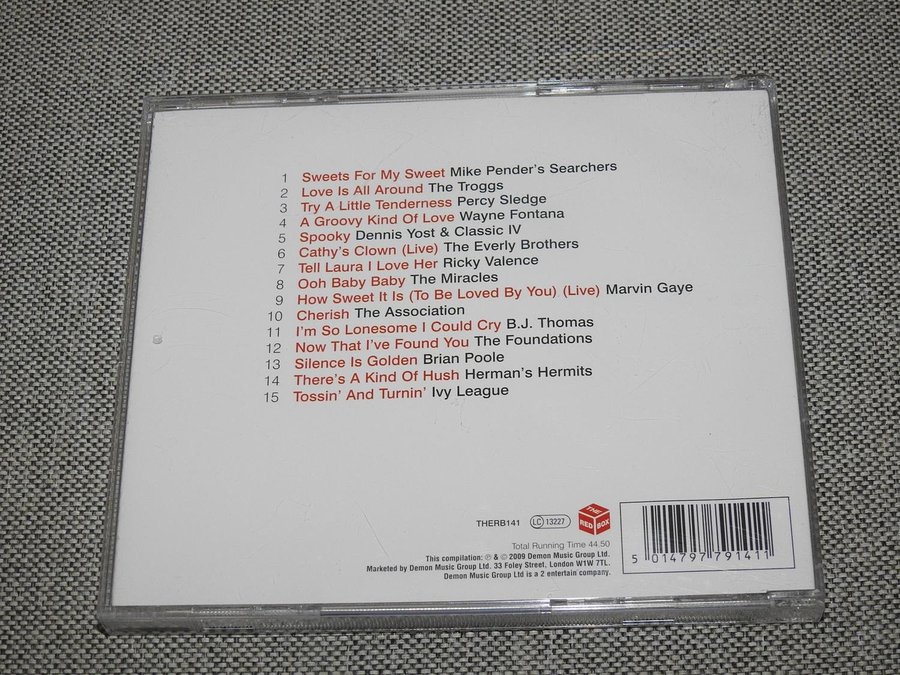 1 Sweets For My Sweet Mike Pender's Searchers
2 Love Is All Around The Troggs
3 Try A Little Tenderness Percy Sledge
4 A Groovy Kind Of Love Wayne Fontana
5 Spooky Dennis Yost & Classic IV
6 Cathy's Clown (Live) The Everly Brothers
7 Tell Laura I Love Her Ricky Valence
8 Ooh Baby Baby The Miracles
9 How Sweet It Is (To Be Loved By You) (Live) Marvin Gaye
10 Cherish The Association
11 I'm So Lonesome I Could Cry B.J. Thomas
12 Now That I've Found You The Foundations
13 Silence Is Golden Brian Poole
14 There's A Kind Of Hush Herman's Hermits
15 Tossin' And Turnin' Ivy League
THERB141 LC 13227 THE RED BOX
Total Running Time 44.50
This compilation: ℗ & © 2009 Demon Music Group Ltd.
Marketed by Demon Music Group Ltd. 33 Foley Street, London W1W 7TL.
Demon Music Group Ltd is a 2 entertain company.
5 014797 791411